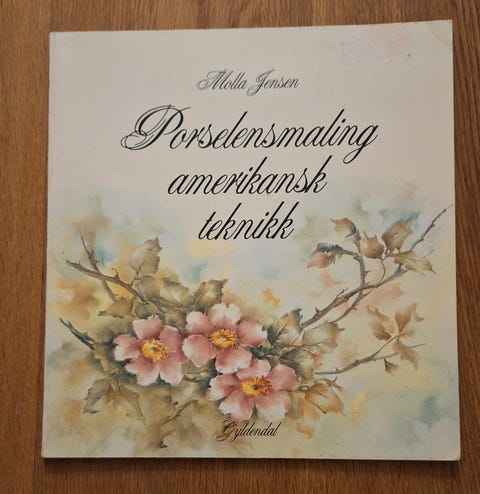 Molla Jensen
Porselensmaling
amerikansk
teknikk
Gyldendal